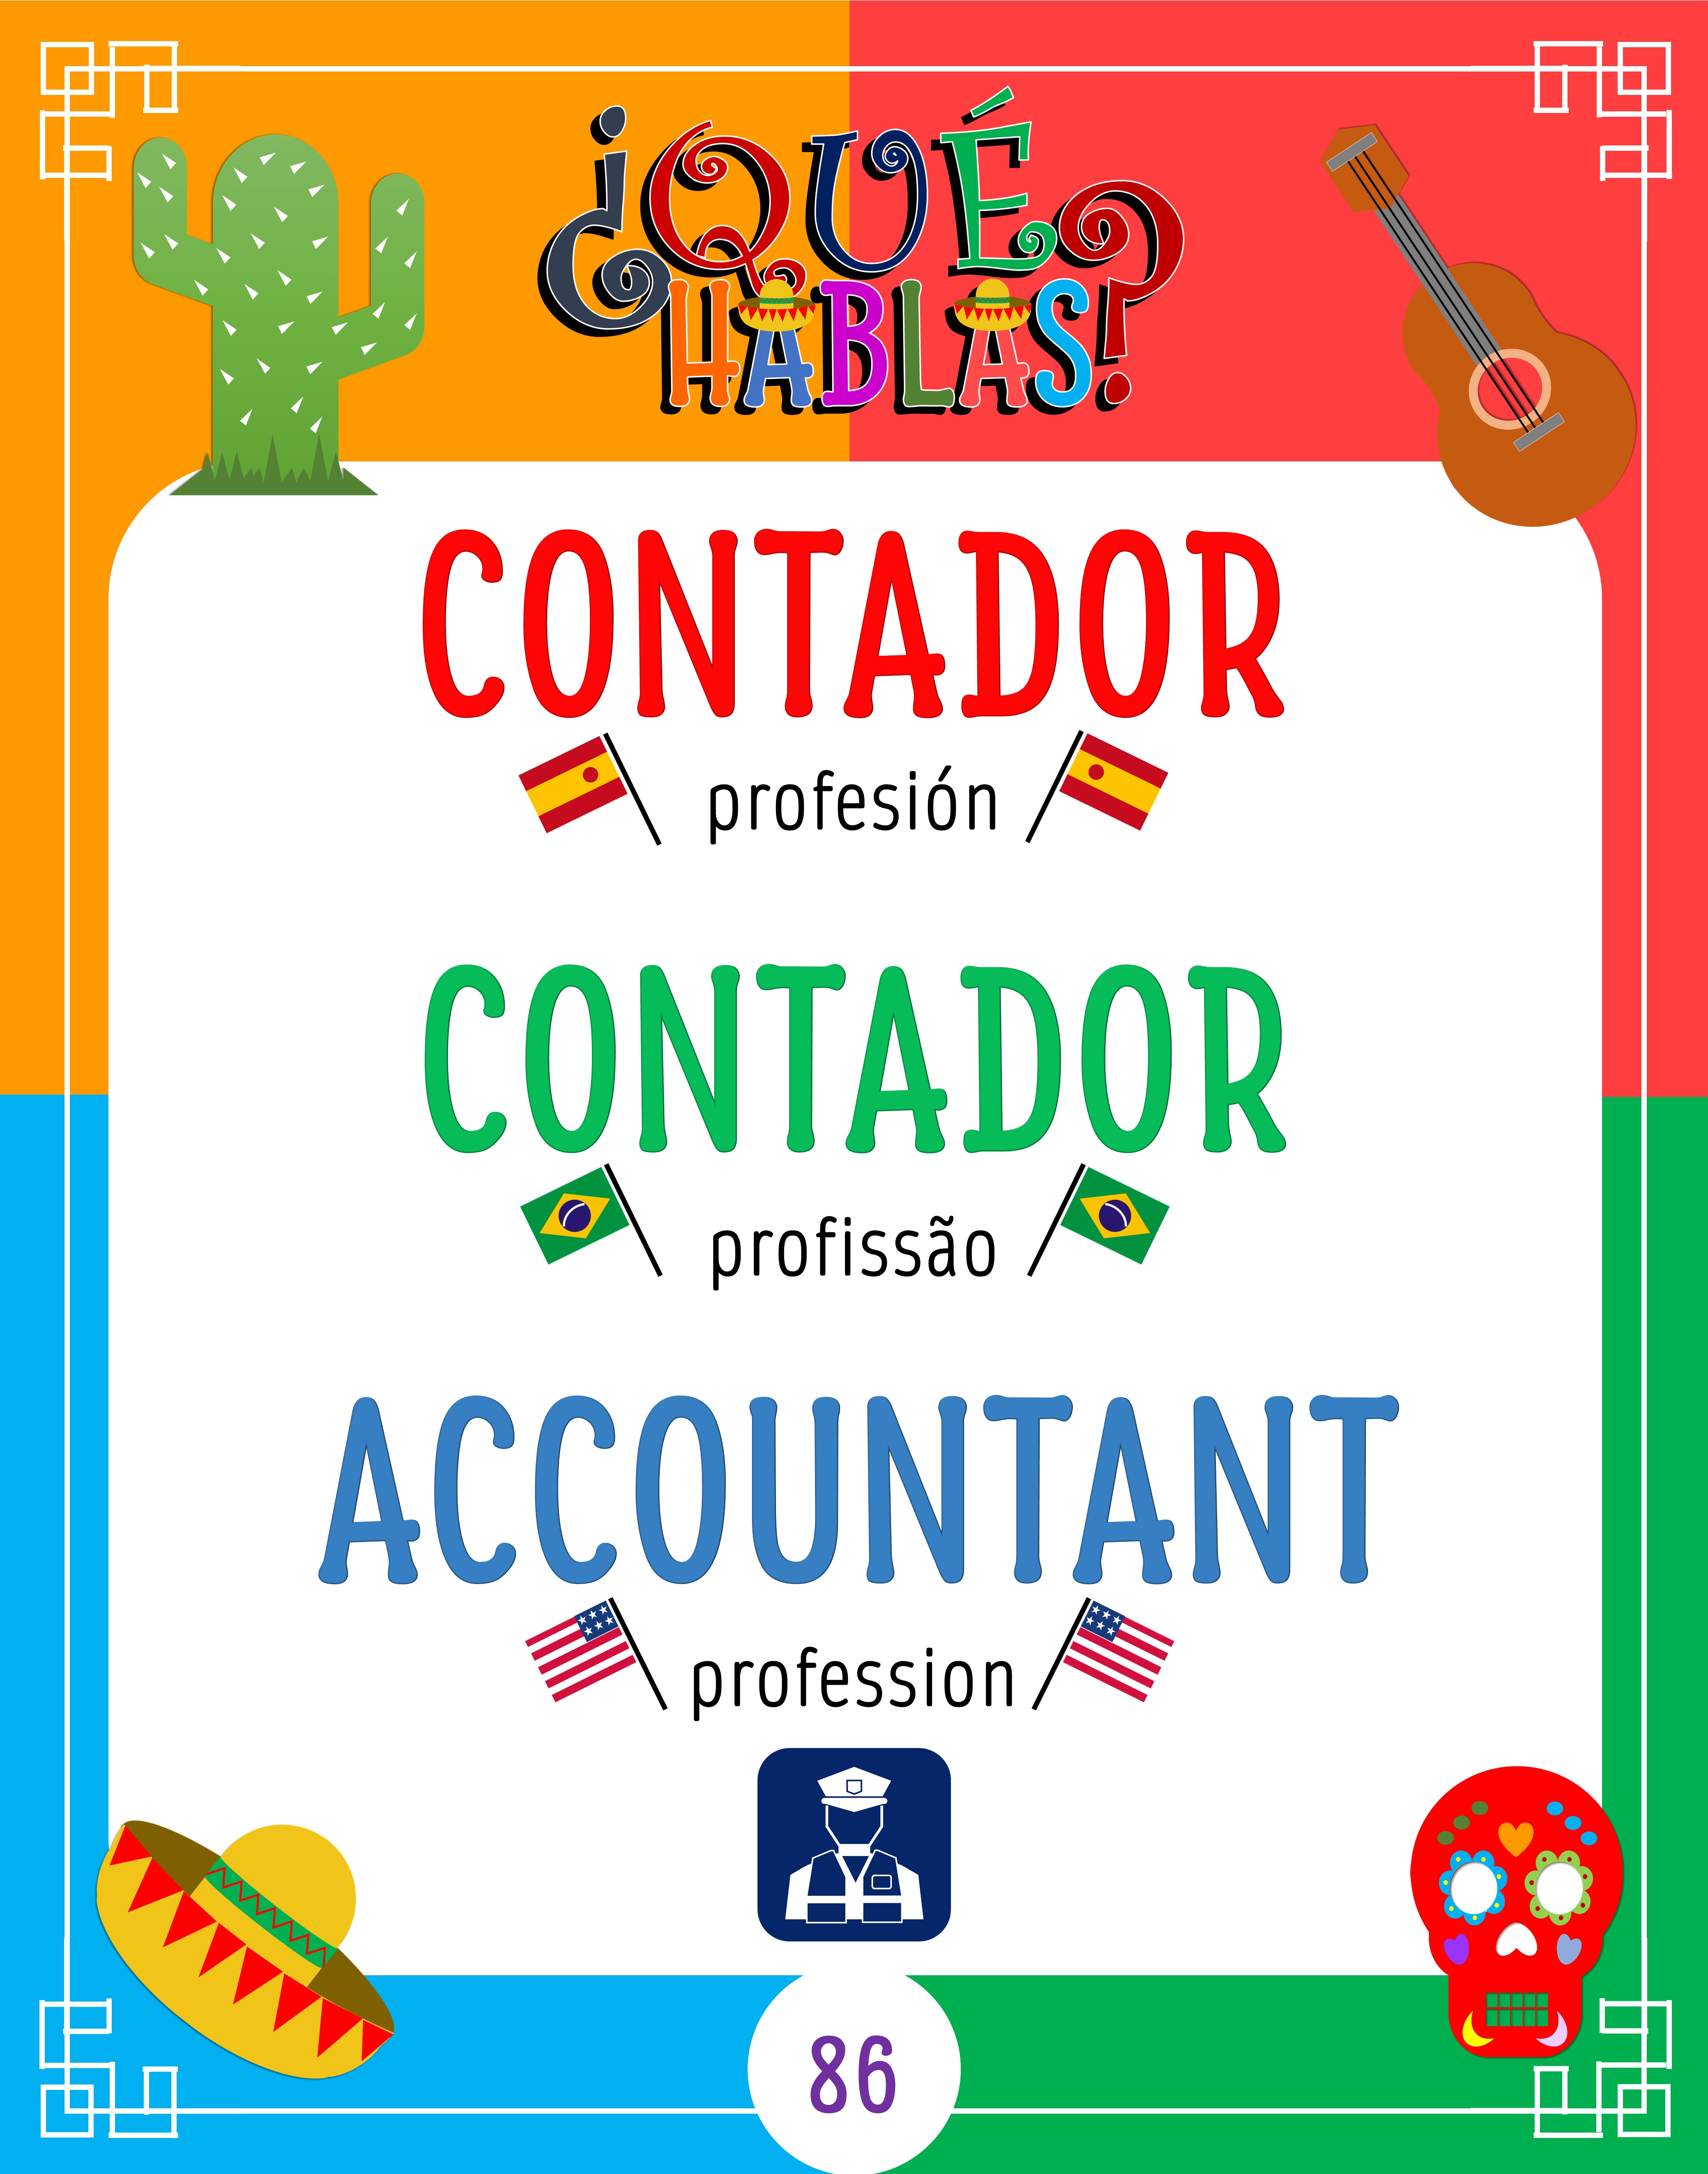 ¿QUÉ
HABLAS!
CONTADOR
profesión
CONTADOR
profissão
ACCOUNTANT
profession
86